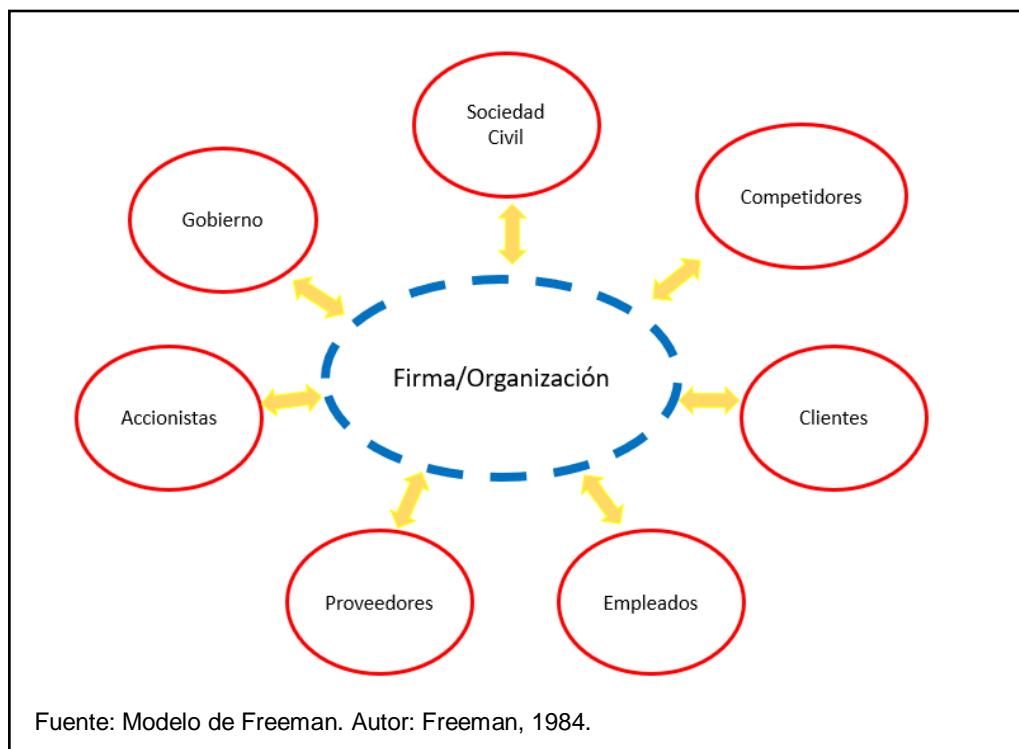 Sociedad
Civil
Gobierno
Competidores
Firma/Organización
Accionistas
Clientes
Proveedores
Empleados
Fuente: Modelo de Freeman. Autor: Freeman, 1984.